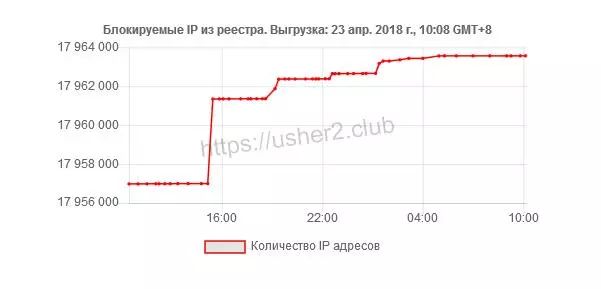 Блокируемые IP из реестра. Выгрузка: 23 апр. 2018 г., 10:08 GMT+8
17 964 000
17 962 000
17 960 000
17 958 000
17 956 000
https://usher2.club
16:00 22:00 04:00 10:00
Количество IP адресов